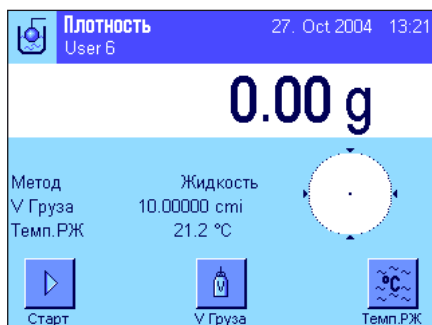 Плотность 27. Oct 2004 13:21
User 6
0.00 g
Метод Жидкость
V Груза 10.00000 cmi
Темп.РЖ 21.2 °C
V °C
Старт V Груза Темп.РЖ